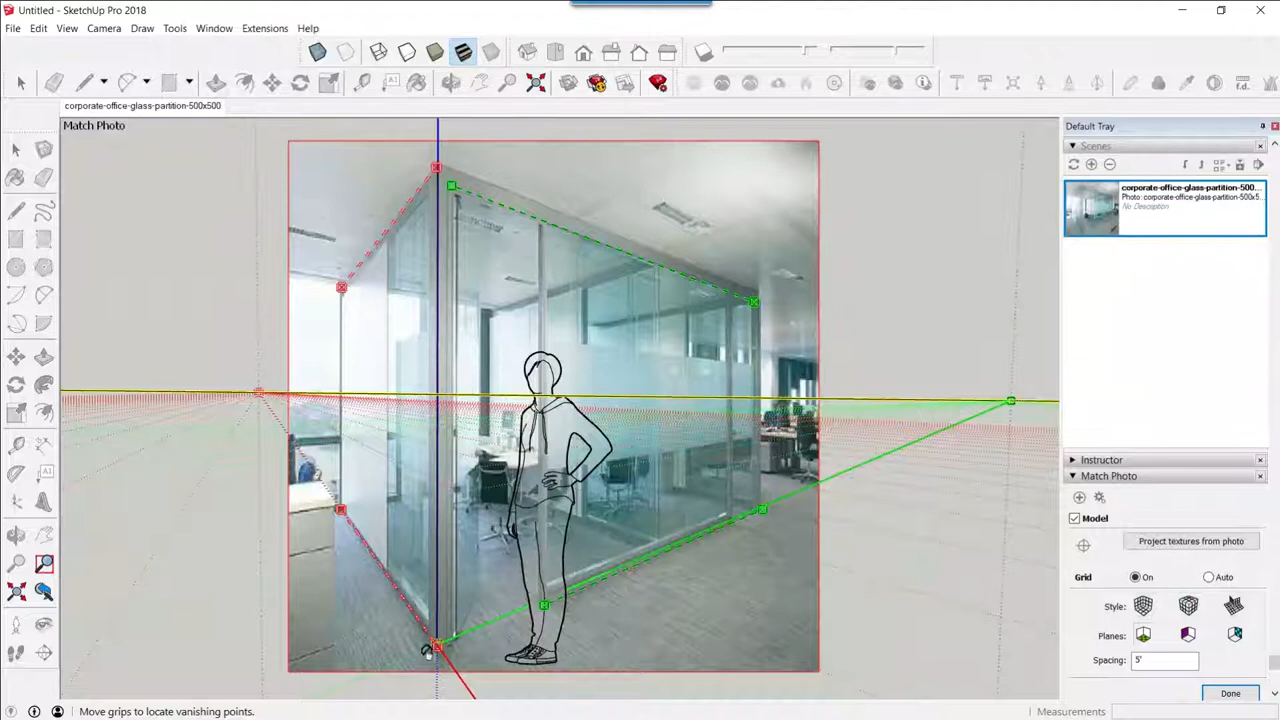 Untitled - SketchUp Pro 2018
File Edit View Camera Draw Tools Window Extensions Help
corporate-office-glass-partition-500x500
Match Photo
Default Tray
Scenes
corporate-office-glass-partition-500...
Photo: corporate-office-glass-partition-500x5...
No Description
Instructor
Match Photo
Model
Project textures from photo
Grid On Auto
Style:
Planes:
Spacing: 5'
Done
Move grips to locate vanishing points.
Measurements